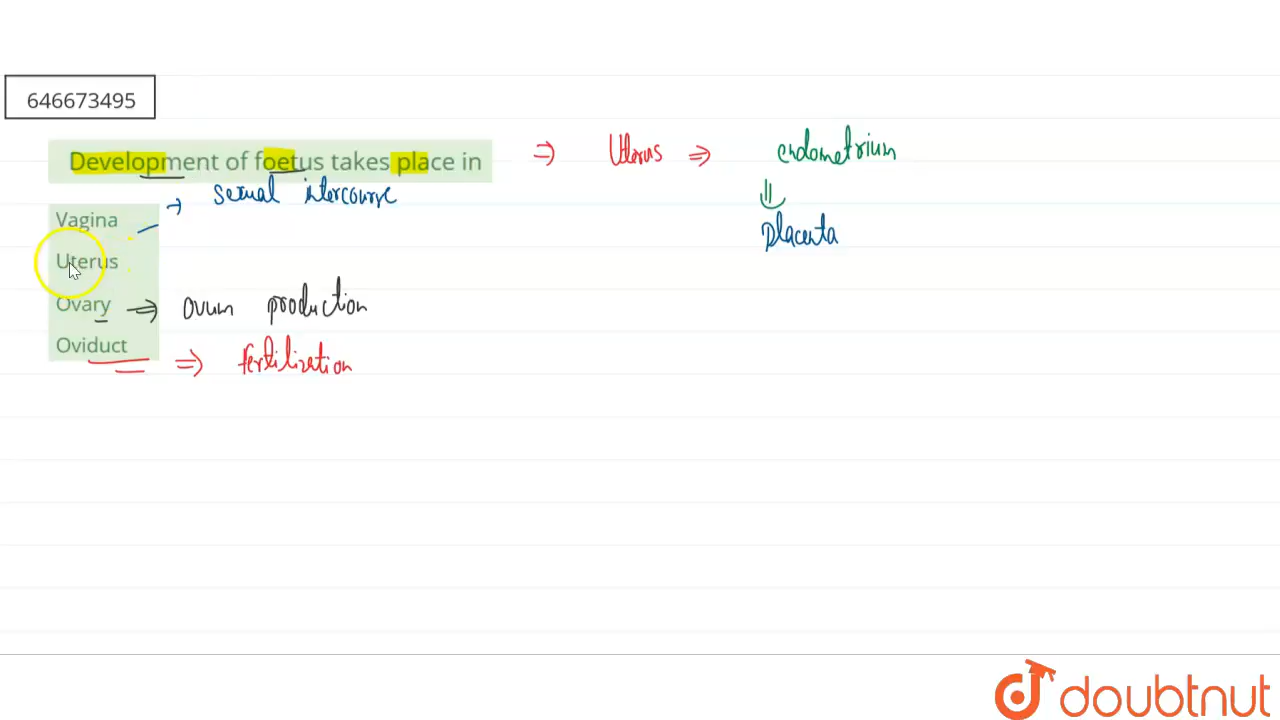 646673495
Development of foetus takes place in ⇒ Uterus ⇒ endometrium
Vagina → sexual intercourse
Placenta
Uterus
Ovary ⇒ ovum production
Oviduct ⇒ fertilization
doubtnut